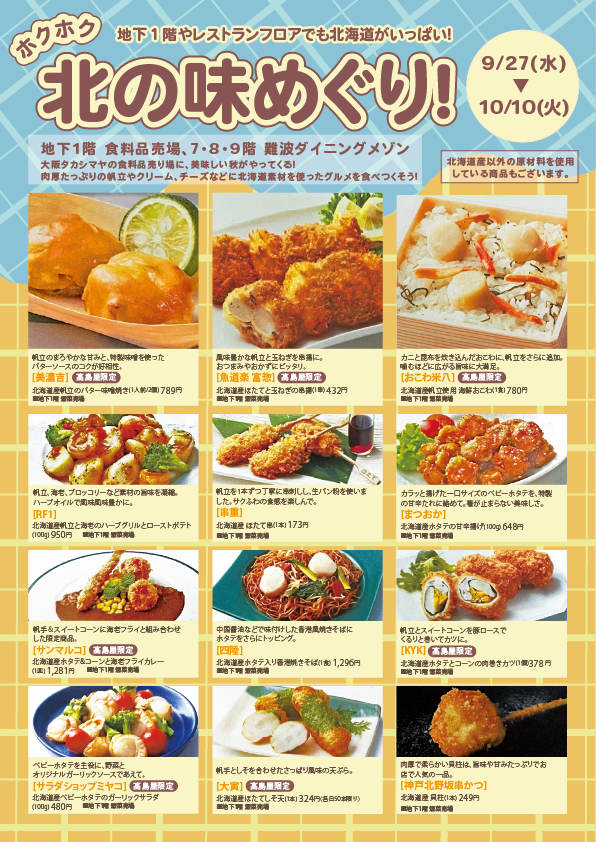 ホクホク
地下1階やレストランフロアでも北海道がいっぱい!
北の味めぐり!
9/27(水)
▼
10/10(火)
地下1階 食料品売場、7・8・9階 難波ダイニングメゾン
大阪タカシマヤの食料品売り場に、美味しい秋がやってくる!
肉厚たっぷりの帆立やクリーム、チーズなどに北海道素材を使ったグルメを食べつくそう!
北海道産以外の原材料を使用
している商品もございます。
帆立のまろやかな甘みと、特製味噌を使った
バターソースのコクが好相性。
[美濃吉] 髙島屋限定
北海道産帆立のバター味噌焼き(1人前/2個)789円
■地下1階 惣菜売場
風味豊かな帆立と玉ねぎを串揚に。
おつまみやおかずにピッタリ。
[魚道楽 富惣] 髙島屋限定
北海道産ほたてと玉ねぎの串揚(1串)432円
■地下1階 惣菜売場
カニと昆布を炊き込んだおこわに、帆立をさらに追加。
噛むほどに広がる旨味に大満足。
[おこわ米八] 髙島屋限定
北海道産帆立使用 海鮮おこわ(1食)780円
■地下1階 惣菜売場
帆立、海老、ブロッコリーなど素材の旨味を凝縮。
ハーブオイルで風味風味豊かに。
[RF1]
北海道産帆立と海老のハーブグリルとローストポテト
(100g)950円 ■地下1階 惣菜売場
帆立を1本ずつ丁寧に串刺しし、生パン粉を使いま
した。サクふわの食感を楽しんで。
[串重]
北海道産 ほたて串(1本)173円
■地下1階 惣菜売場
カラッと揚げた一口サイズのベビーホタテを、特製
の甘辛たれに絡めて。箸が止まらない美味しさ。
[まつおか]
北海道産ホタテの甘辛揚げ(100g)648円
■地下1階 惣菜売場
帆手&スイートコーンに海老フライと組み合わせ
した限定商品。
[サンマルコ] 髙島屋限定
北海道産ホタテ&コーンと海老フライカレー
(1皿)1,281円 ■地下1階 惣菜売場
中国醤油などで味付けした香港風焼きそばに
ホタテをさらにトッピング。
[四陸]
北海道産ホタテ入り香港焼きそば(1食)1,296円
■地下1階 惣菜売場
帆立とスイートコーンを豚ロースで
くるりと巻いてカツに。
[KYK] 髙島屋限定
北海道産ホタテとコーンの肉巻きカツ(1個)378円
■地下1階 惣菜売場
ベビーホタテを主役に、野菜と
オリジナルガーリックソースであえて。
[サラダショップミヤコ] 髙島屋限定
北海道産ベビーホタテのガーリックサラダ
(100g)480円 ■地下1階 惣菜売場
帆手としそを合わせたさっぱり風味の天ぷら。
[大寅] 髙島屋限定
北海道産ほたてしそ天(1本)324円(各日50本限り)
■地下1階 惣菜売場
肉厚で柔らかい貝柱は、旨味や甘みたっぷりでお
店で人気の一品。
[神戸北野坂串かつ]
北海道産 貝柱(1本)249円
■地下1階 惣菜売場